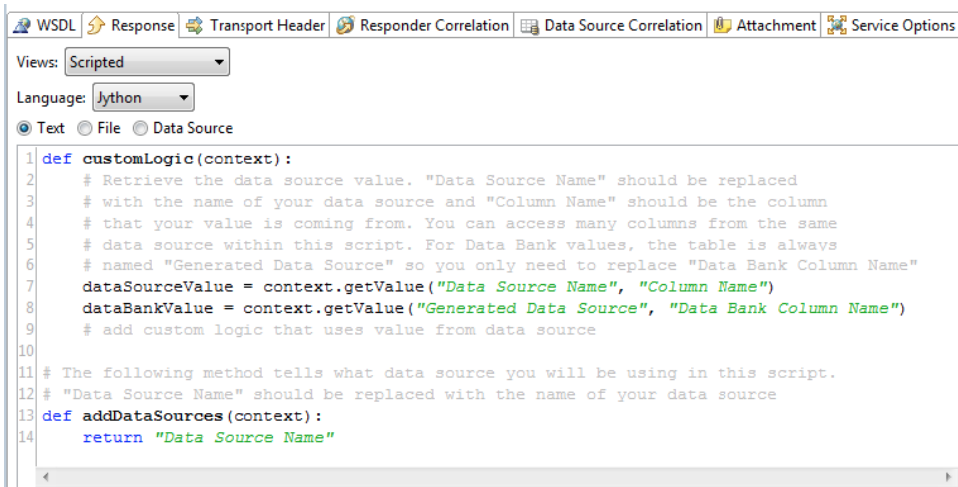 WSDL Response Transport Header Responder Correlation Data Source Correlation Attachment Service Options
Views: Scripted
Language: Jython
Text File Data Source
1 def customLogic(context):
2 # Retrieve the data source value. "Data Source Name" should be replaced
3 # with the name of your data source and "Column Name" should be the column
4 # that your value is coming from. You can access many columns from the same
5 # data source within this script. For Data Bank values, the table is always
6 # named "Generated Data Source" so you only need to replace "Data Bank Column Name"
7 dataSourceValue = context.getValue("Data Source Name", "Column Name")
8 dataBankValue = context.getValue("Generated Data Source", "Data Bank Column Name")
9 # add custom logic that uses value from data source
10
11 # The following method tells what data source you will be using in this script.
12 # "Data Source Name" should be replaced with the name of your data source
13 def addDataSources(context):
14 return "Data Source Name"